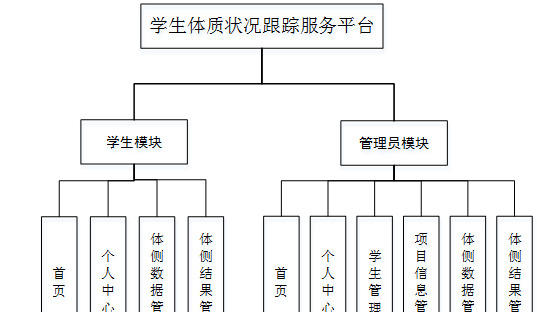 学生体质状况跟踪服务平台
学生模块
管理员模块
首页
个人中心
体侧数据管
体侧结果管
首页
个人中心
学生管理
项目信息管
体侧数据管
体侧结果管